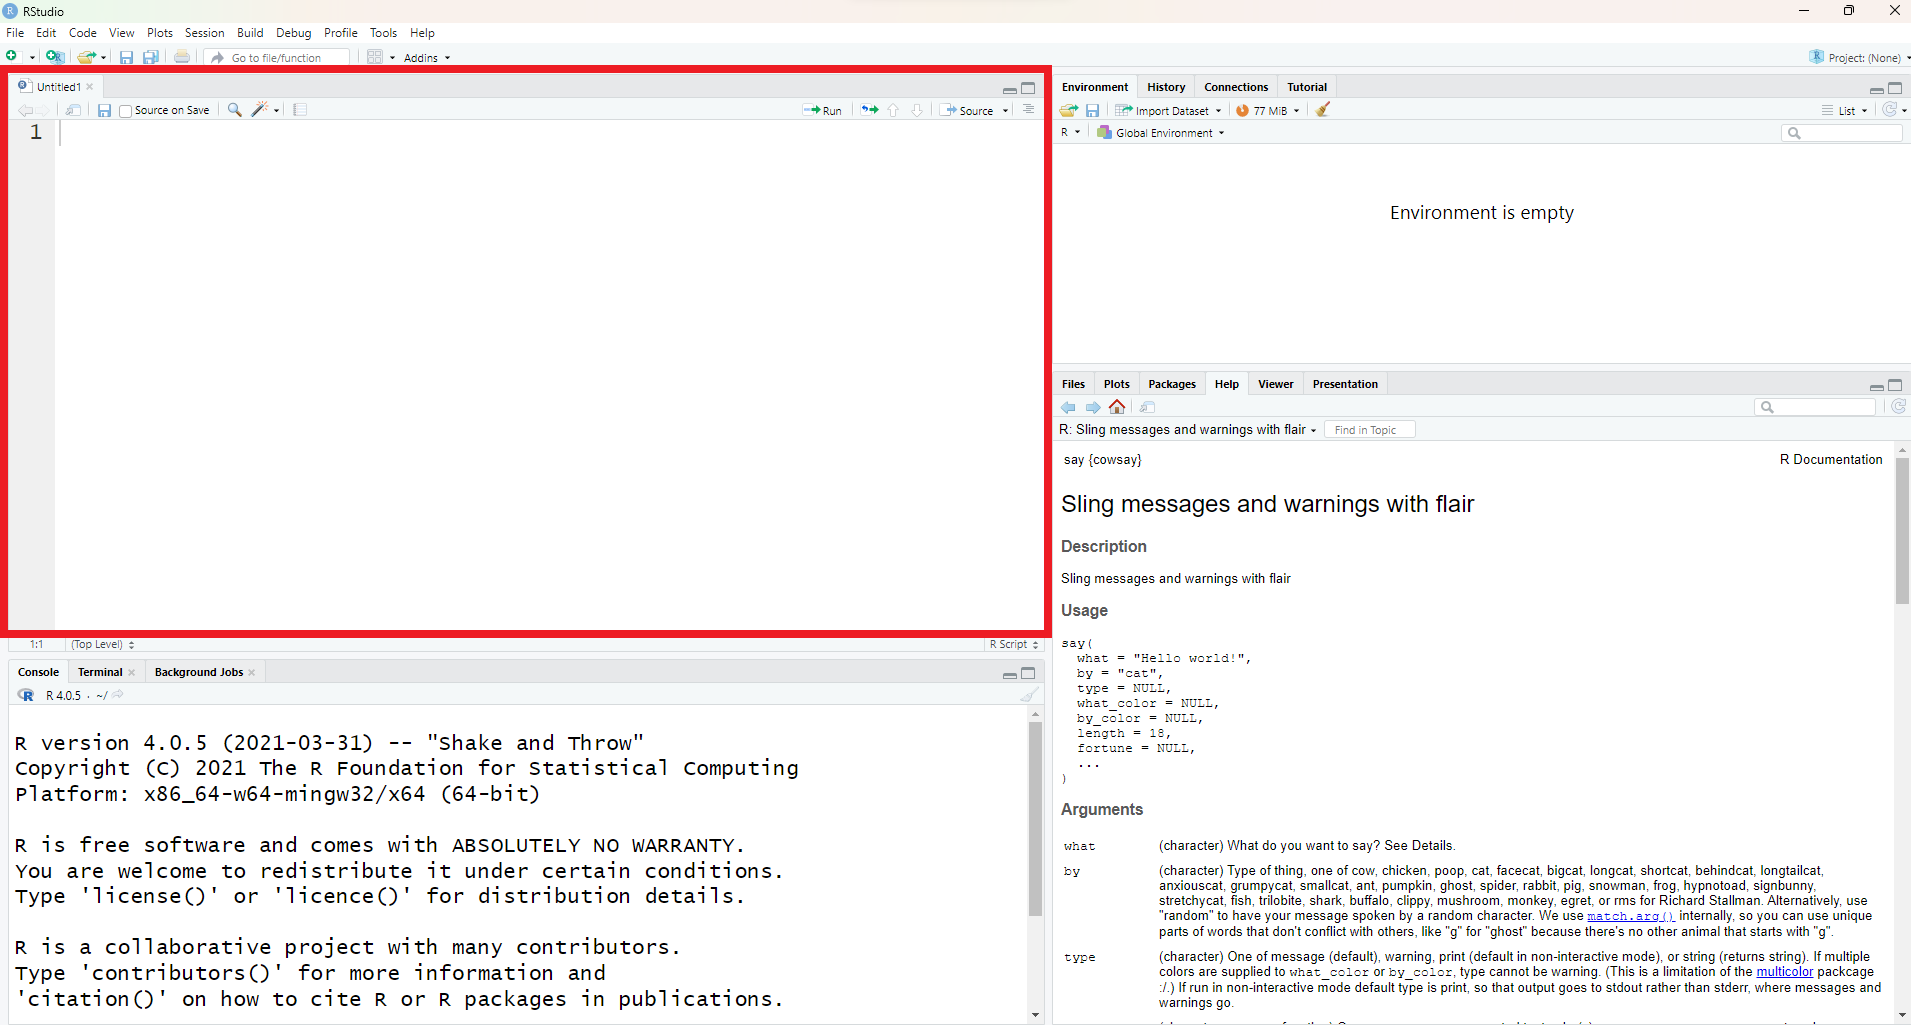 RStudio
File Edit Code View Plots Session Build Debug Profile Tools Help
Go to file/function Addins Project: (None)
Untitled1
Source on Save Run Source
1
1:1 (Top Level) R Script
Console Terminal Background Jobs
R 4.0.5 · ~/
R version 4.0.5 (2021-03-31) -- "Shake and Throw"
Copyright (C) 2021 The R Foundation for Statistical Computing
Platform: x86_64-w64-mingw32/x64 (64-bit)
R is free software and comes with ABSOLUTELY NO WARRANTY.
You are welcome to redistribute it under certain conditions.
Type 'license()' or 'licence()' for distribution details.
R is a collaborative project with many contributors.
Type 'contributors()' for more information and
'citation()' on how to cite R or R packages in publications.
Environment History Connections Tutorial
Import Dataset 77 MiB List
R Global Environment
Environment is empty
Files Plots Packages Help Viewer Presentation
R: Sling messages and warnings with flair Find in Topic
say {cowsay} R Documentation
Sling messages and warnings with flair
Description
Sling messages and warnings with flair
Usage
say(
what = "Hello world!",
by = "cat",
type = NULL,
what_color = NULL,
by_color = NULL,
length = 18,
fortune = NULL,
...
)
Arguments
what (character) What do you want to say? See Details.
by (character) Type of thing, one of cow, chicken, poop, cat, facecat, bigcat, longcat, shortcat, behindcat, longtailcat,
anxiouscat, grumpycat, smallcat, ant, pumpkin, ghost, spider, rabbit, pig, snowman, frog, hypnotoad, signbunny,
stretchycat, fish, trilobite, shark, buffalo, clippy, mushroom, monkey, egret, or rms for Richard Stallman. Alternatively, use
"random" to have your message spoken by a random character. We use match.arg() internally, so you can use unique
parts of words that don't conflict with others, like "g" for "ghost" because there's no other animal that starts with "g".
type (character) One of message (default), warning, print (default in non-interactive mode), or string (returns string). If multiple
colors are supplied to what_color or by_color, type cannot be warning. (This is a limitation of the multicolor packcage
:/.) If run in non-interactive mode default type is print, so that output goes to stdout rather than stderr, where messages and
warnings go.